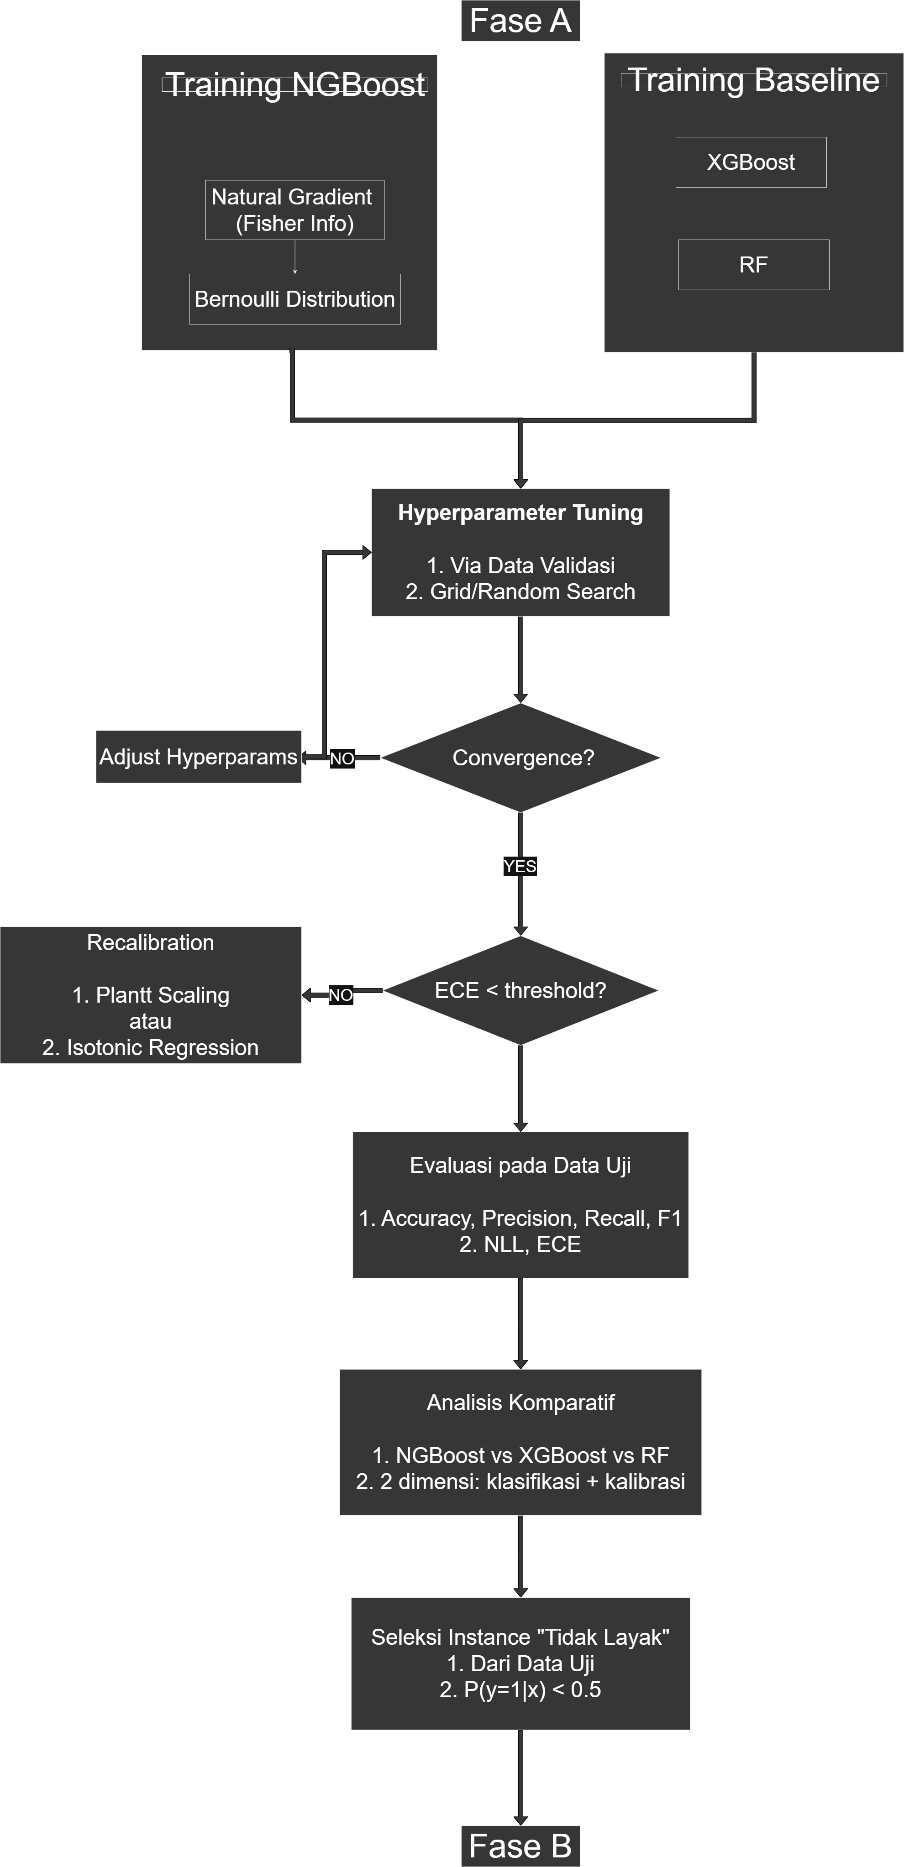 Fase A
Training NGBoost
Natural Gradient
(Fisher Info)
Bernoulli Distribution
Training Baseline
XGBoost
RF
Hyperparameter Tuning
1. Via Data Validasi
2. Grid/Random Search
Convergence?
NO
Adjust Hyperparams
YES
ECE < threshold?
NO
Recalibration
1. Plantt Scaling
atau
2. Isotonic Regression
Evaluasi pada Data Uji
1. Accuracy, Precision, Recall, F1
2. NLL, ECE
Analisis Komparatif
1. NGBoost vs XGBoost vs RF
2. 2 dimensi: klasifikasi + kalibrasi
Seleksi Instance "Tidak Layak"
1. Dari Data Uji
2. P(y=1|x) < 0.5
Fase B